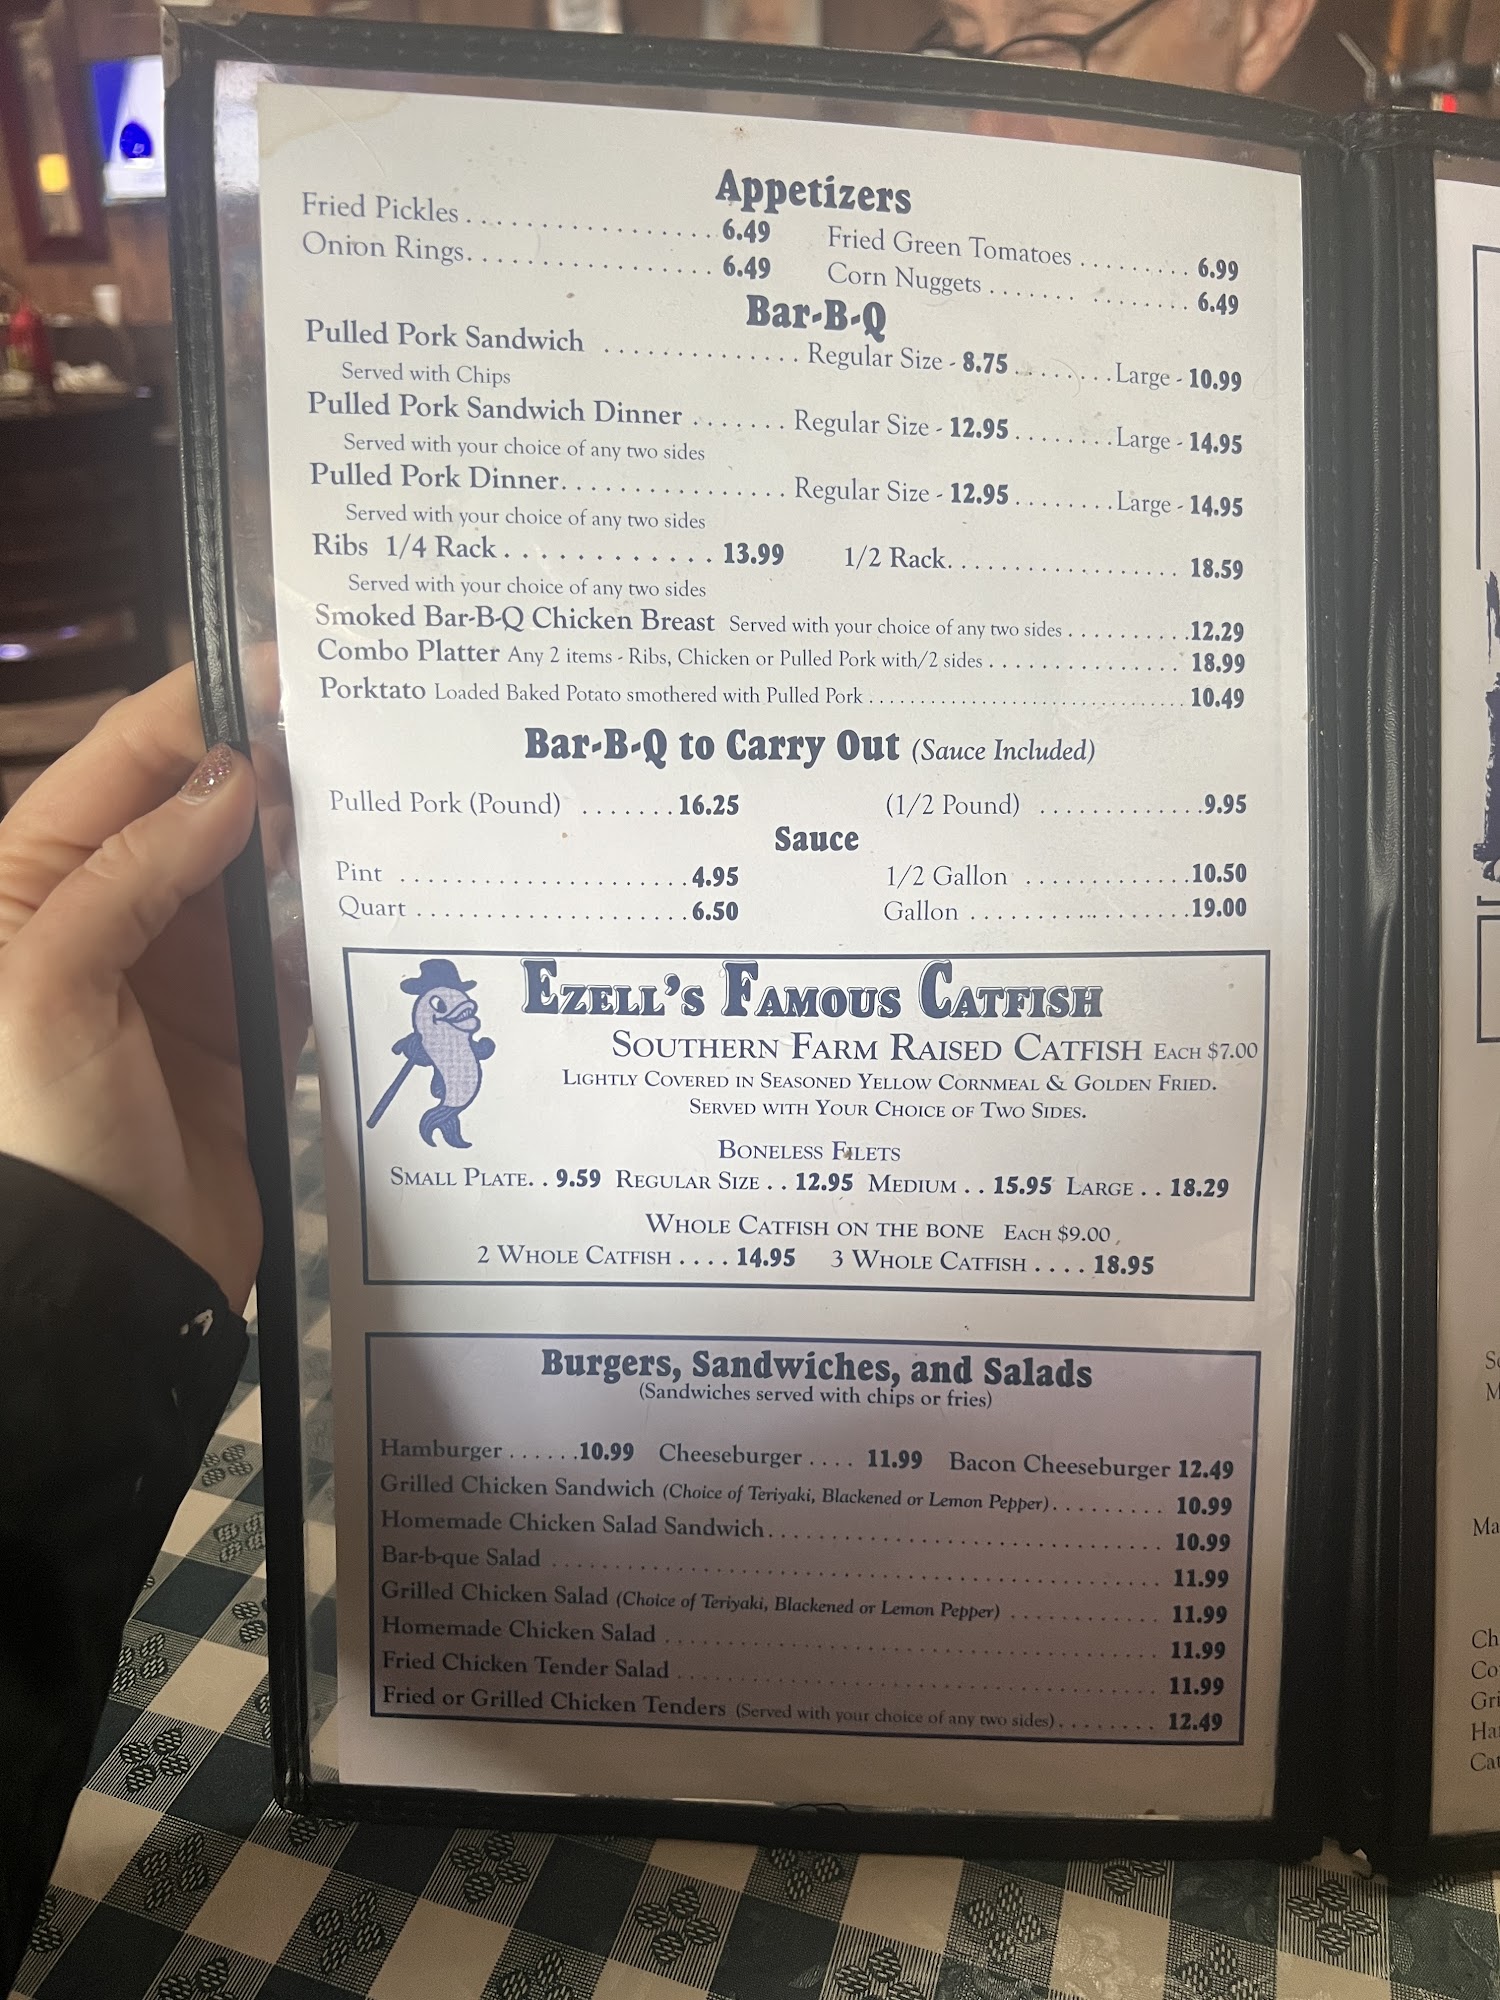 Appetizers
Fried Pickles . . . . . . . . . . . . . . . . . . 6.49 Fried Green Tomatoes . . . . . . . . . 6.99
Onion Rings. . . . . . . . . . . . . . . . . . 6.49 Corn Nuggets . . . . . . . . . . . . . . . 6.49
Bar-B-Q
Pulled Pork Sandwich . . . . . . . . . . . . . . Regular Size - 8.75 . . . . . . . . Large - 10.99
Served with Chips
Pulled Pork Sandwich Dinner . . . . . . . Regular Size - 12.95 . . . . . . . . Large - 14.95
Served with your choice of any two sides
Pulled Pork Dinner. . . . . . . . . . . . . . . . Regular Size - 12.95 . . . . . . . . Large - 14.95
Served with your choice of any two sides
Ribs 1/4 Rack . . . . . . . . . . . . 13.99 1/2 Rack. . . . . . . . . . . . . . . . . . 18.59
Served with your choice of any two sides
Smoked Bar-B-Q Chicken Breast Served with your choice of any two sides . . . . . . . . . . 12.29
Combo Platter Any 2 items - Ribs, Chicken or Pulled Pork with/2 sides . . . . . . . . . . . . . . . 18.99
Porktato Loaded Baked Potato smothered with Pulled Pork . . . . . . . . . . . . . . . . . . . . . . . . . . . . 10.49
Bar-B-Q to Carry Out (Sauce Included)
Pulled Pork (Pound) . . . . . . . 16.25 (1/2 Pound) . . . . . . . . . . . . . 9.95
Sauce
Pint . . . . . . . . . . . . . . . . . . . . . 4.95 1/2 Gallon . . . . . . . . . . . . . 10.50
Quart . . . . . . . . . . . . . . . . . . . . 6.50 Gallon . . . . . . . . . . . . . . . . . 19.00
EZELL'S FAMOUS CATFISH
SOUTHERN FARM RAISED CATFISH EACH $7.00
LIGHTLY COVERED IN SEASONED YELLOW CORNMEAL & GOLDEN FRIED.
SERVED WITH YOUR CHOICE OF TWO SIDES.
BONELESS FILETS
SMALL PLATE. . 9.59 REGULAR SIZE . . 12.95 MEDIUM . . 15.95 LARGE . . 18.29
WHOLE CATFISH ON THE BONE EACH $9.00
2 WHOLE CATFISH . . . . 14.95 3 WHOLE CATFISH . . . . 18.95
Burgers, Sandwiches, and Salads
(Sandwiches served with chips or fries)
Hamburger . . . . . . 10.99 Cheeseburger . . . . 11.99 Bacon Cheeseburger 12.49
Grilled Chicken Sandwich (Choice of Teriyaki, Blackened or Lemon Pepper). . . . . . . . . 10.99
Homemade Chicken Salad Sandwich. . . . . . . . . . . . . . . . . . . . . . . . . . . . 10.99
Bar-b-que Salad . . . . . . . . . . . . . . . . . . . . . . . . . . . . . . . . . . . . . . . 11.99
Grilled Chicken Salad (Choice of Teriyaki, Blackened or Lemon Pepper) . . . . . . . . . . . 11.99
Homemade Chicken Salad . . . . . . . . . . . . . . . . . . . . . . . . . . . . . . . . 11.99
Fried Chicken Tender Salad . . . . . . . . . . . . . . . . . . . . . . . . . . . . . . . 11.99
Fried or Grilled Chicken Tenders (Served with your choice of any two sides). . . . . . . . 12.49